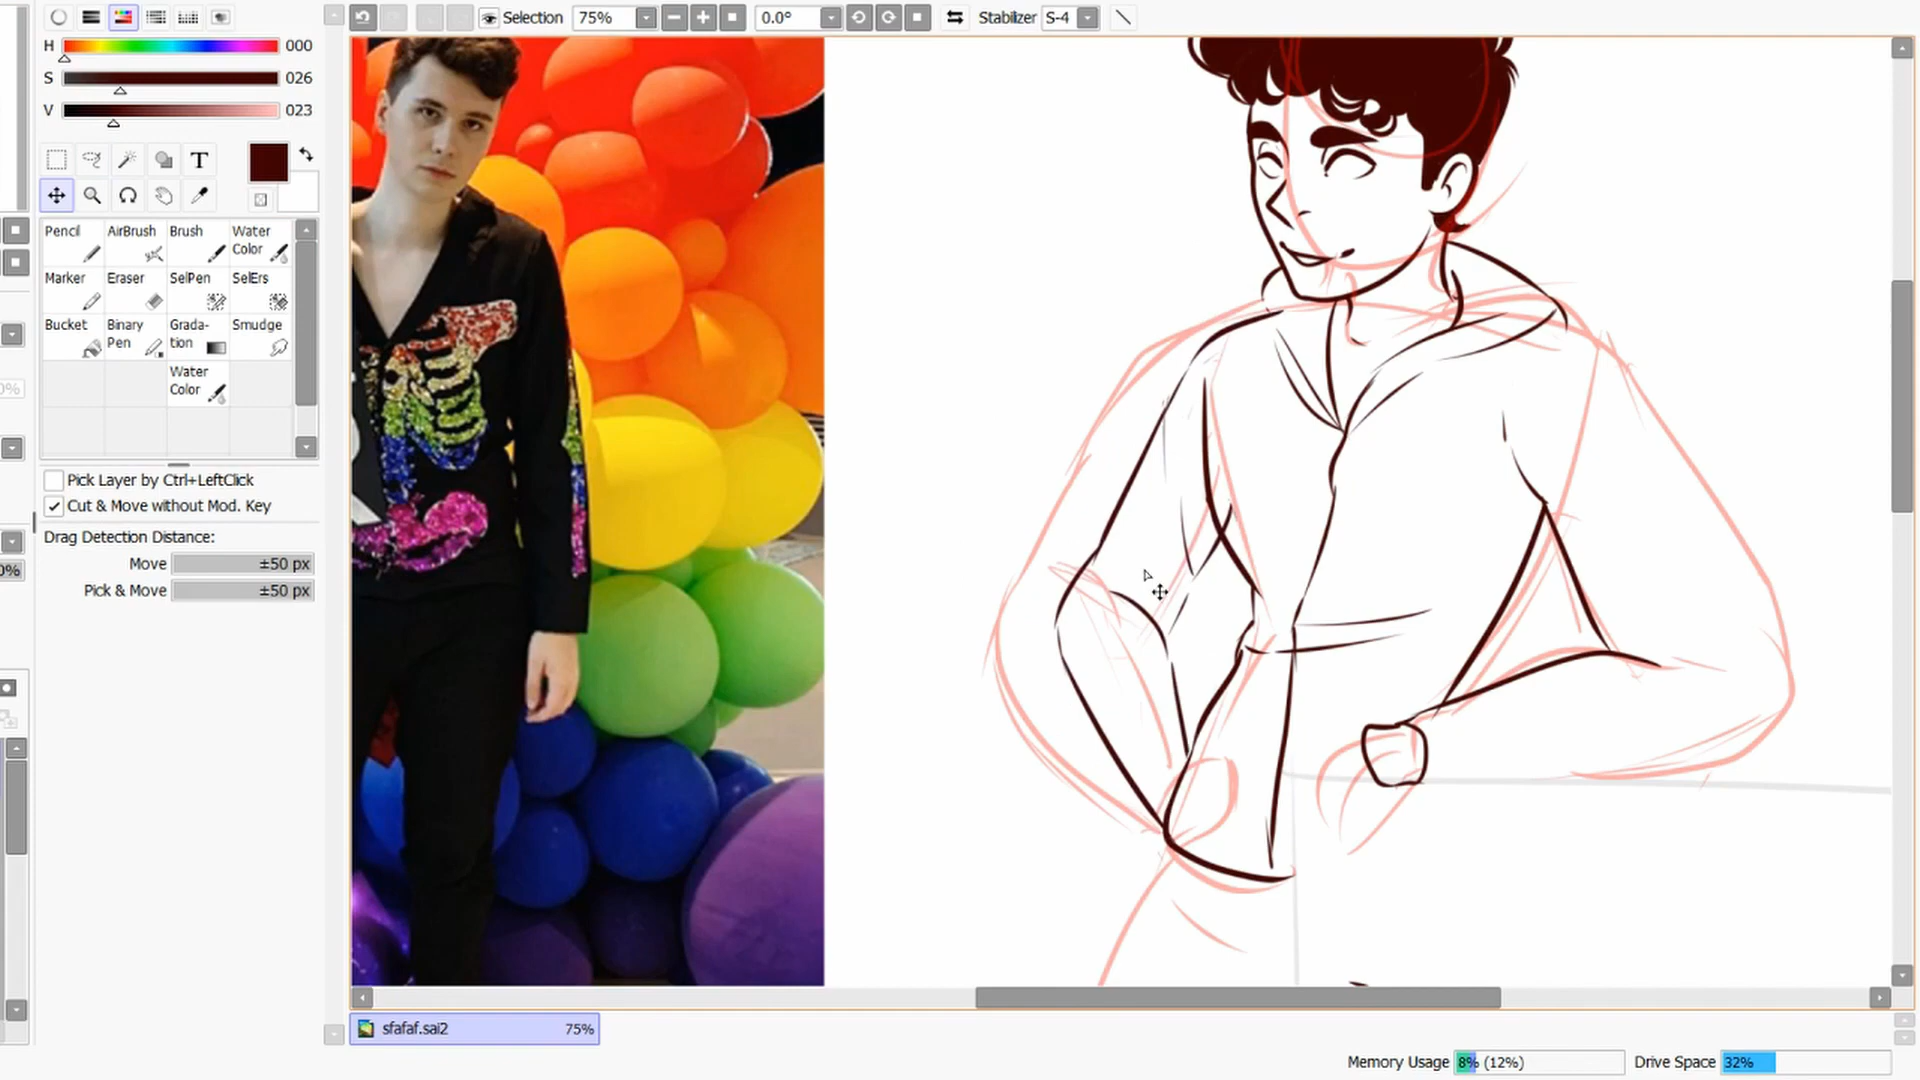 Selection 75% 0.0° Stabilizer S-4
H 000
S 026
V 023
T
Pencil AirBrush Brush Water Color
Marker Eraser SelPen SelErs
Bucket Binary Pen Grada-tion Smudge
Water Color
0%
Pick Layer by Ctrl+LeftClick
Cut & Move without Mod. Key
Drag Detection Distance:
Move ±50 px
0%
Pick & Move ±50 px
R
sfafaf.sai2 75%
Memory Usage 8% (12%) Drive Space 32%